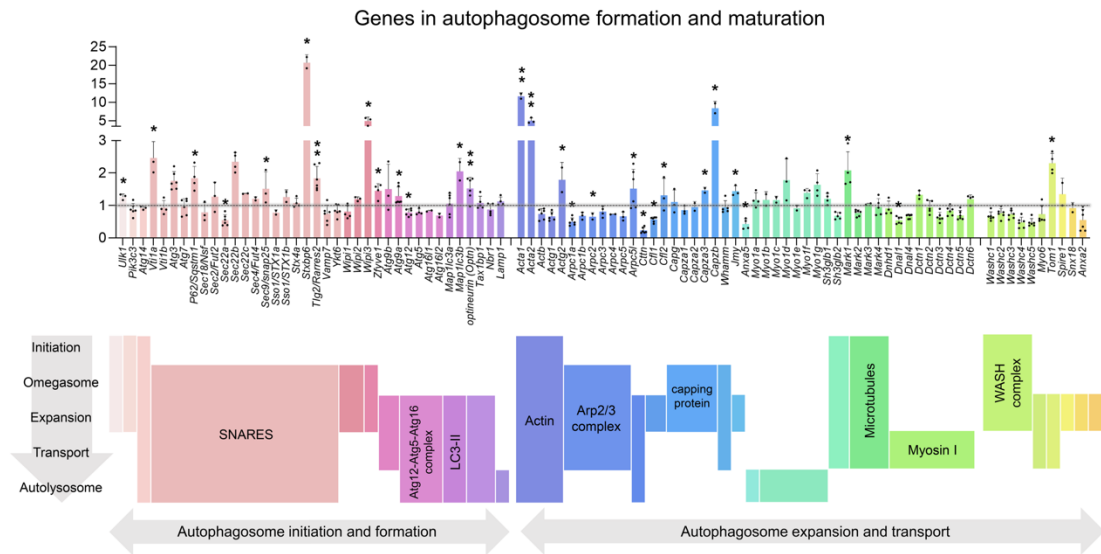 Genes in autophagosome formation and maturation
25
20
15
10
5
3
2
1
0
* * * * * * ** * * * * * * ** * ** * * * * * * * * * * * * * * *
Ulk1
Pik3c3
Atg14
Vti1a
Vti1b
Atg3
Atg7
P62/Sqstm1
Sec18/Nsf
Sec2/Fut2
Sec22a
Sec22b
Sec22c
Sec4/Fut4
Sec9/Snap25
Sso1/STX1a
Sso1/STX1b
Stx4a
Stxbp6
Tlg2/Rarres2
Vamp7
Ykt6
Wipi1
Wipi2
Wipi3
Zfyve1
Atg9b
Atg9a
Atg12
Atg5
Atg16l1
Atg16l2
Map1lc3a
Map1lc3b
optineurin (Optn)
Tax1bp1
Nbr1
Lamp1
Acta1
Acta2
Actb
Actg1
Actg2
Arpc1a
Arpc1b
Arpc2
Arpc3
Arpc4
Arpc5
Arpc5l
Cttn
Cfl1
Cfl2
Capg
Capza1
Capza2
Capza3
Capzb
Whamm
Jmy
Anxa5
Myo1a
Myo1b
Myo1c
Myo1d
Myo1e
Myo1f
Myo1g
Sh3glb1
Sh3glb2
Mark1
Mark2
Mark3
Mark4
Dnhd1
Dnal1
Dnal4
Dctn1
Dctn2
Dctn3
Dctn4
Dctn5
Dctn6
Washc1
Washc2
Washc3
Washc4
Washc5
Myo6
Tom1
Spire1
Snx18
Anxa2
Initiation
Omegasome
Expansion
Transport
Autolysosome
SNARES
Atg12-Atg5-Atg16
complex
LC3-II
Actin
Arp2/3
complex
capping
protein
Microtubules
Myosin I
WASH
complex
Autophagosome initiation and formation
Autophagosome expansion and transport